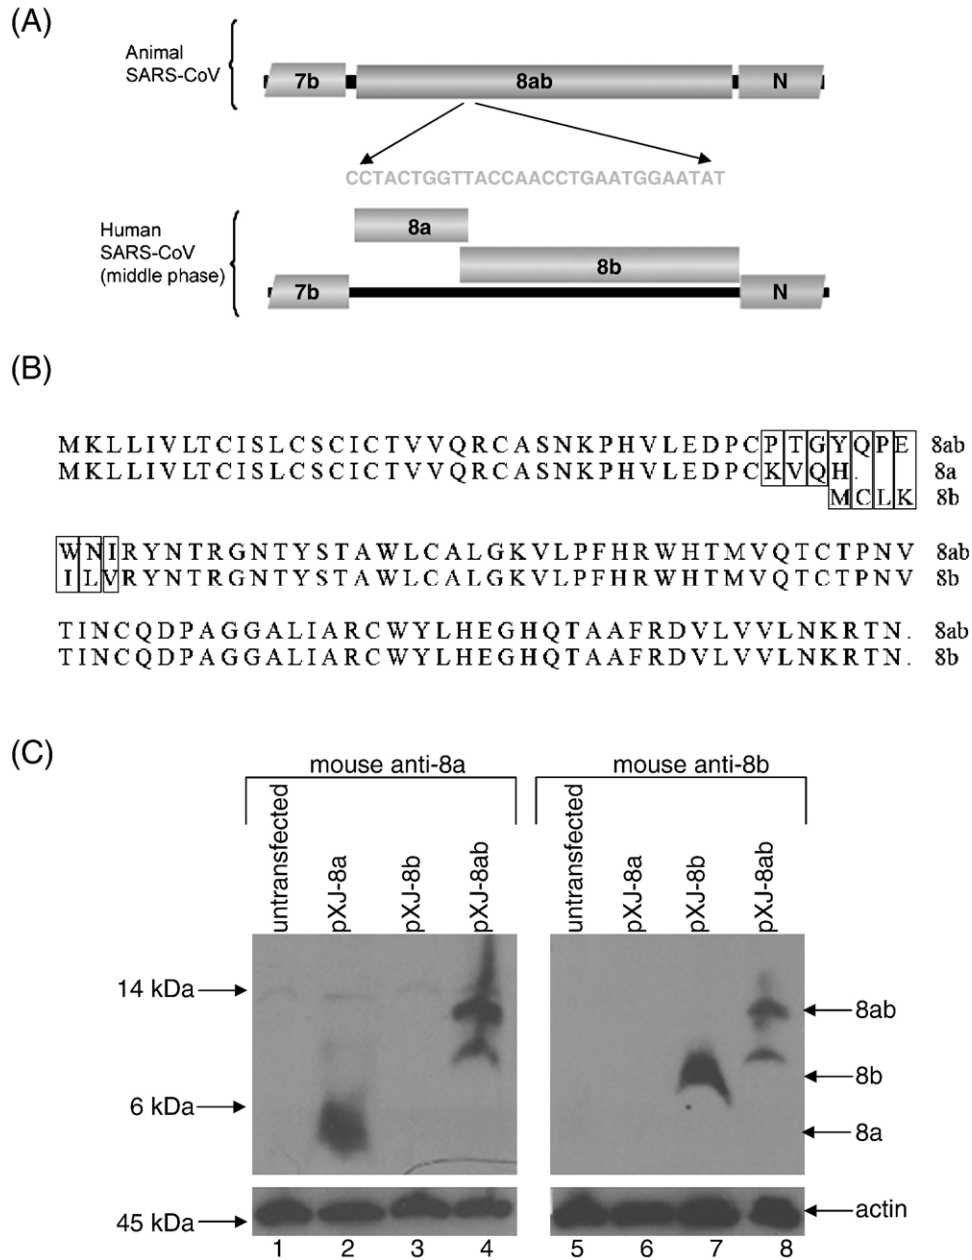 (A)
Animal
SARS-CoV
7b 8ab N
CCTACTGGTTACCAACCTGAATGGAATAT
Human
SARS-CoV
(middle phase)
8a
8b
7b N
(B)
MKLLIVLTCISLCSCICTVVQRCASNKPHVLEDPCPTGYQPE 8ab
MKLLIVLTCISLCSCICTVVQRCASNKPHVLEDPCKVQH. 8a
MCLK 8b
WNIRYNTRGNTYSTAWLCALGKVLPFHRWHTMVQTCTPNV 8ab
ILVRYNTRGNTYSTAWLCALGKVLPFHRWHTMVQTCTPNV 8b
TINCQDPAGGALIARCWYLHEGHQTAAFRDVLVVLNKRTN. 8ab
TINCQDPAGGALIARCWYLHEGHQTAAFRDVLVVLNKRTN. 8b
(C)
mouse anti-8a mouse anti-8b
untransfected pXJ-8a pXJ-8b pXJ-8ab untransfected pXJ-8a pXJ-8b pXJ-8ab
14 kDa
8ab
8b
6 kDa
8a
45 kDa
actin
1 2 3 4 5 6 7 8